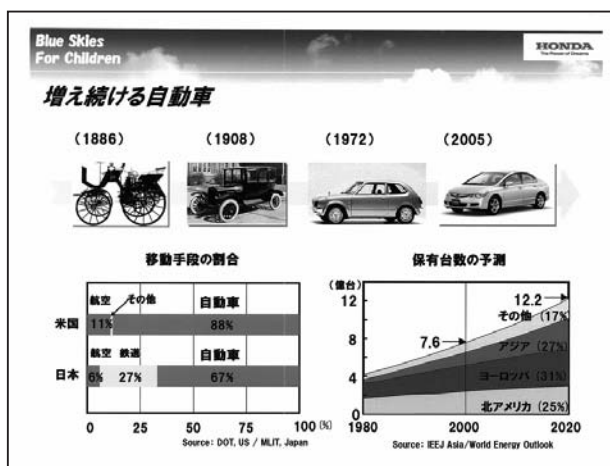 Blue Skies
For Children
HONDA
The Power of Dreams
増え続ける自動車
(1886) (1908) (1972) (2005)
移動手段の割合
航空 その他 自動車
米国 11% 88%
航空 鉄道 自動車
日本 6% 27% 67%
0 25 50 75 100 (%)
Source: DOT, US / MLIT, Japan
保有台数の予測
(億台)
12
8
4
0
12.2
7.6
その他 (17%)
アジア (27%)
ヨーロッパ (31%)
北アメリカ (25%)
1980 2000 2020
Source: IEEJ Asia/World Energy Outlook